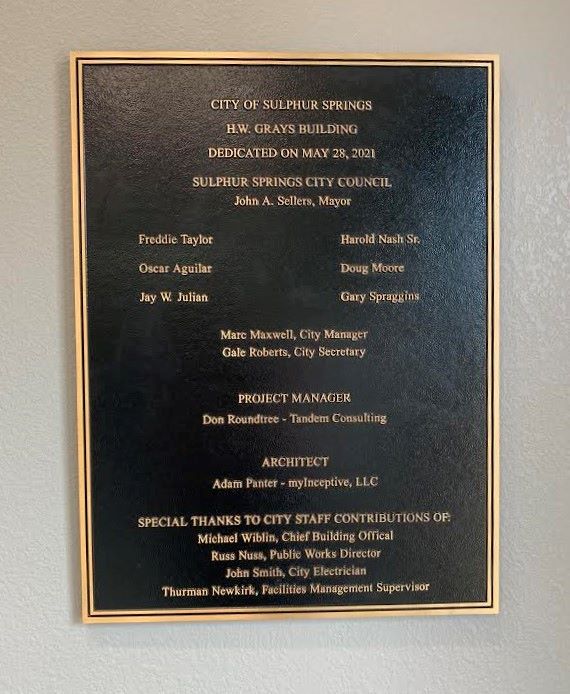 CITY OF SULPHUR SPRINGS
H.W. GRAYS BUILDING
DEDICATED ON MAY 28, 2021
SULPHUR SPRINGS CITY COUNCIL
John A. Sellers, Mayor
Freddie Taylor Harold Nash Sr.
Oscar Aguilar Doug Moore
Jay W. Julian Gary Spraggins
Marc Maxwell, City Manager
Gale Roberts, City Secretary
PROJECT MANAGER
Don Roundtree - Tandem Consulting
ARCHITECT
Adam Panter - myInceptive, LLC
SPECIAL THANKS TO CITY STAFF CONTRIBUTIONS OF:
Michael Wiblin, Chief Building Offical
Russ Nuss, Public Works Director
John Smith, City Electrician
Thurman Newkirk, Facilities Management Supervisor